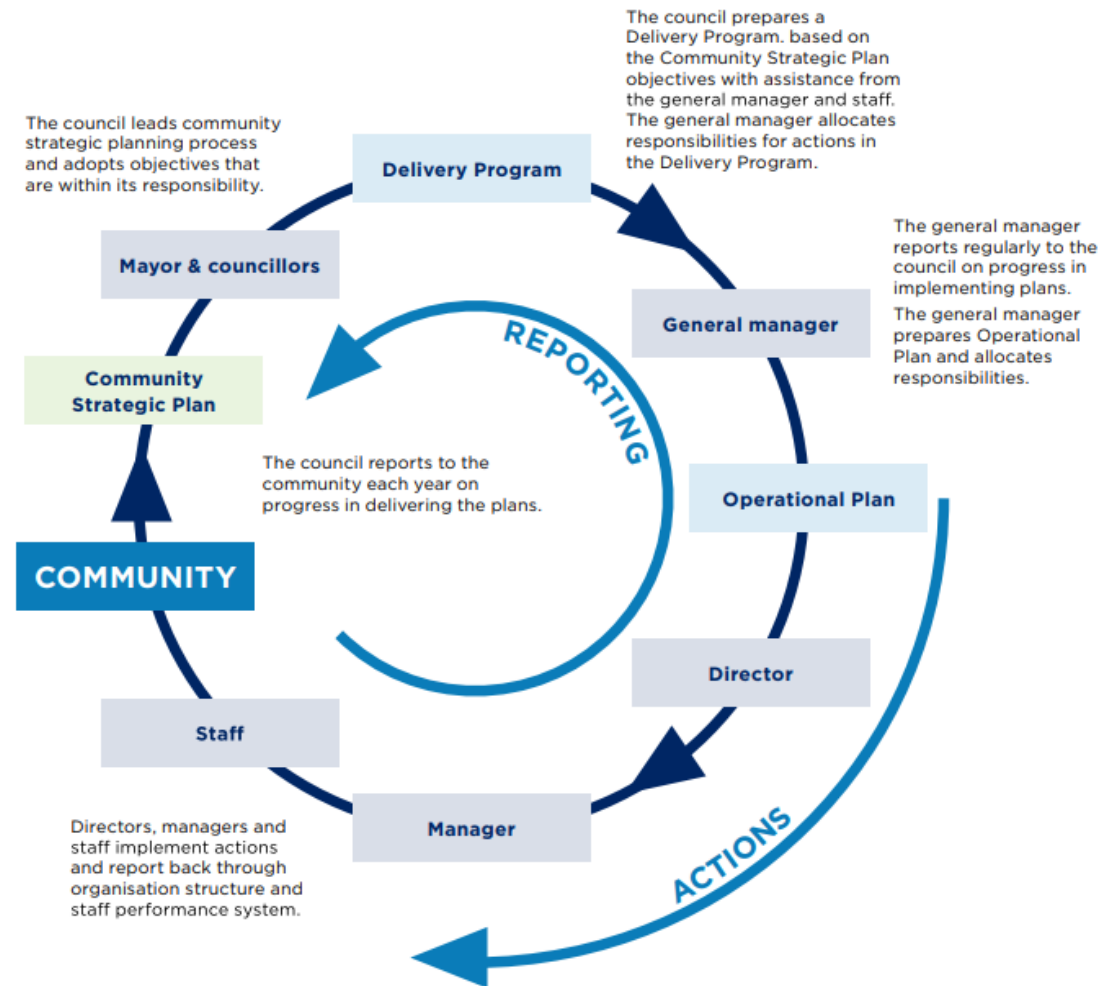 The council prepares a
Delivery Program. based on
the Community Strategic Plan
objectives with assistance from
the general manager and staff.
The general manager allocates
responsibilities for actions in
the Delivery Program.
The council leads community
strategic planning process
and adopts objectives that
are within its responsibility.
Delivery Program
Mayor & councillors
The general manager
reports regularly to the
council on progress in
implementing plans.
The general manager
prepares Operational
Plan and allocates
responsibilities.
General manager
REPORTING
Community
Strategic Plan
The council reports to the
community each year on
progress in delivering the plans.
Operational Plan
COMMUNITY
Director
Staff
Manager
Directors, managers and
staff implement actions
and report back through
organisation structure and
staff performance system.
ACTIONS